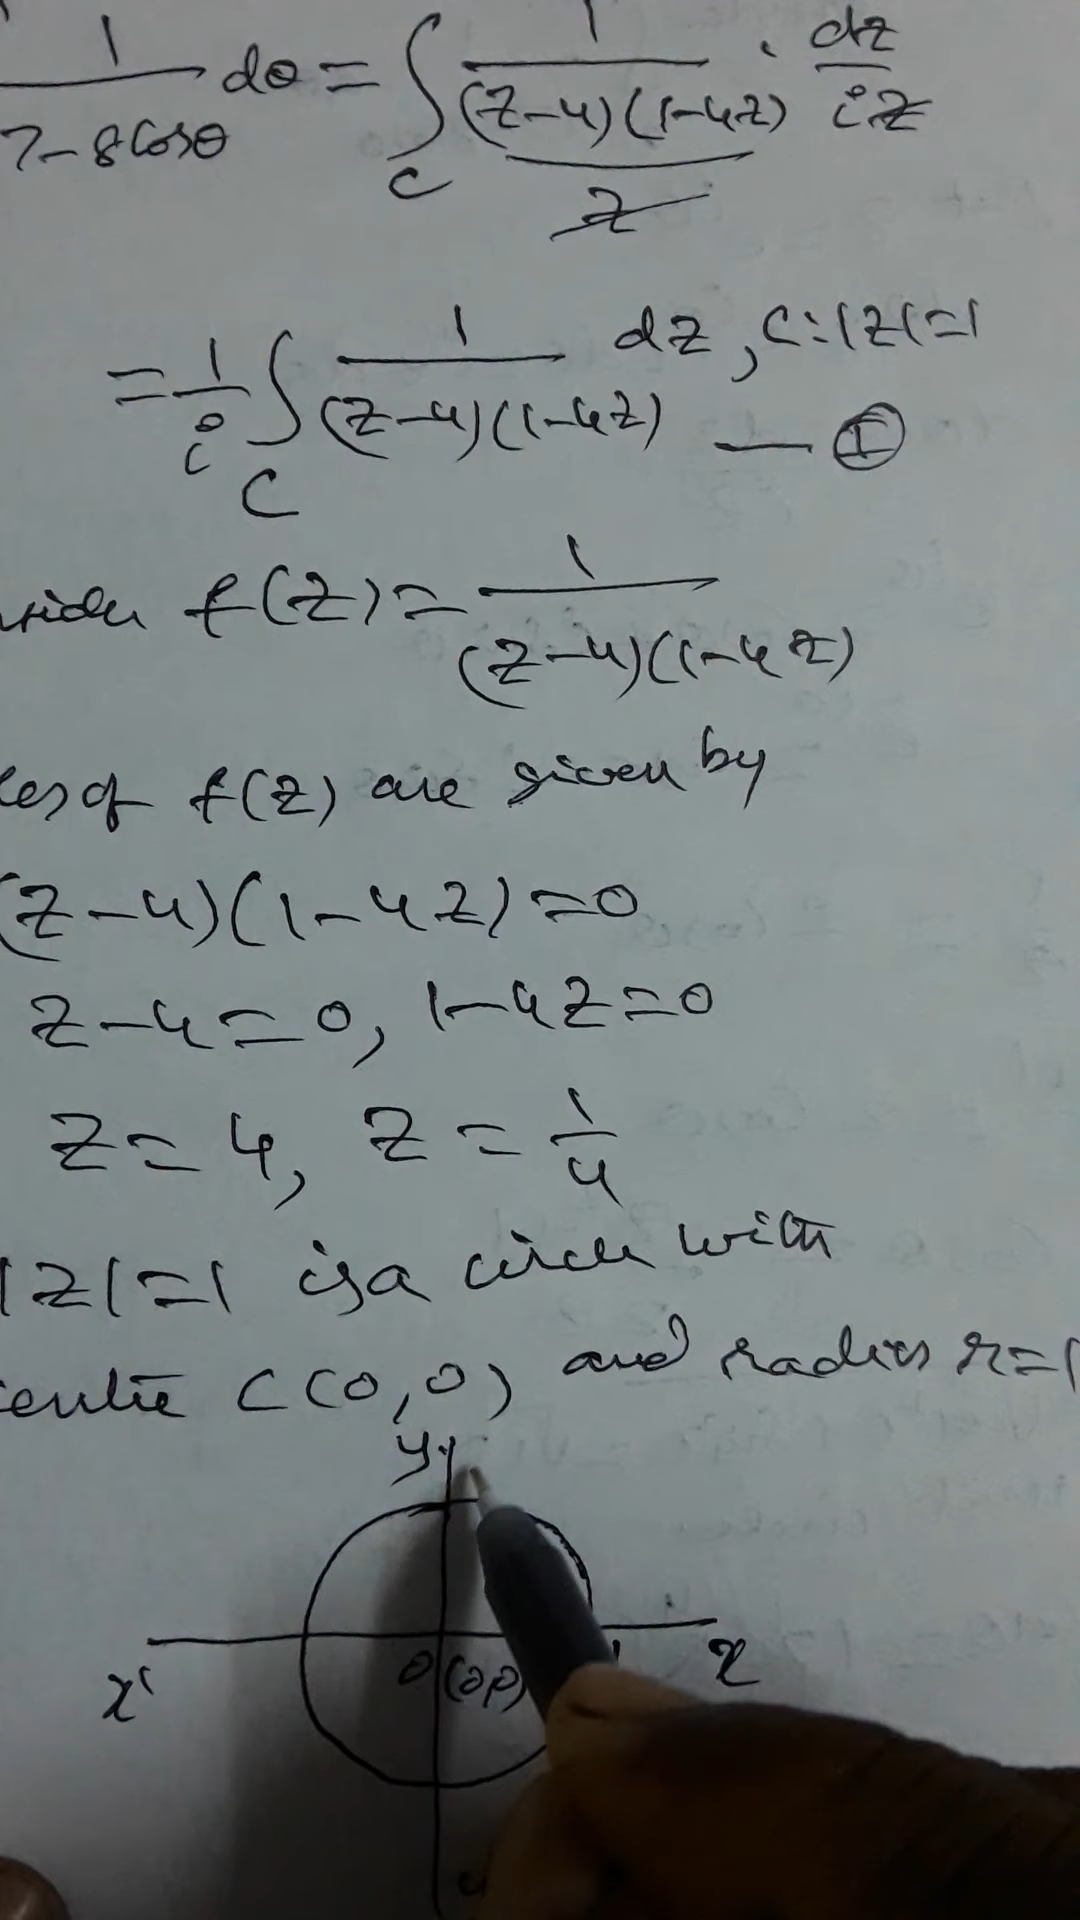 1/(7-8cosθ) dθ = ∫_C 1/((z-4)(1-4z)/z) . dz/(iz)
= 1/i ∫_C 1/((z-4)(1-4z)) dz, C:|z|=1 — I
f(z) = 1/((z-4)(1-4z))
of f(z) are given by
(z-4)(1-4z)=0
z-4=0, 1-4z=0
z=4, z=1/4
|z|=1 is a circle with
centre C(0,0) and radius r=1
y
x' O (0,0) 1 x